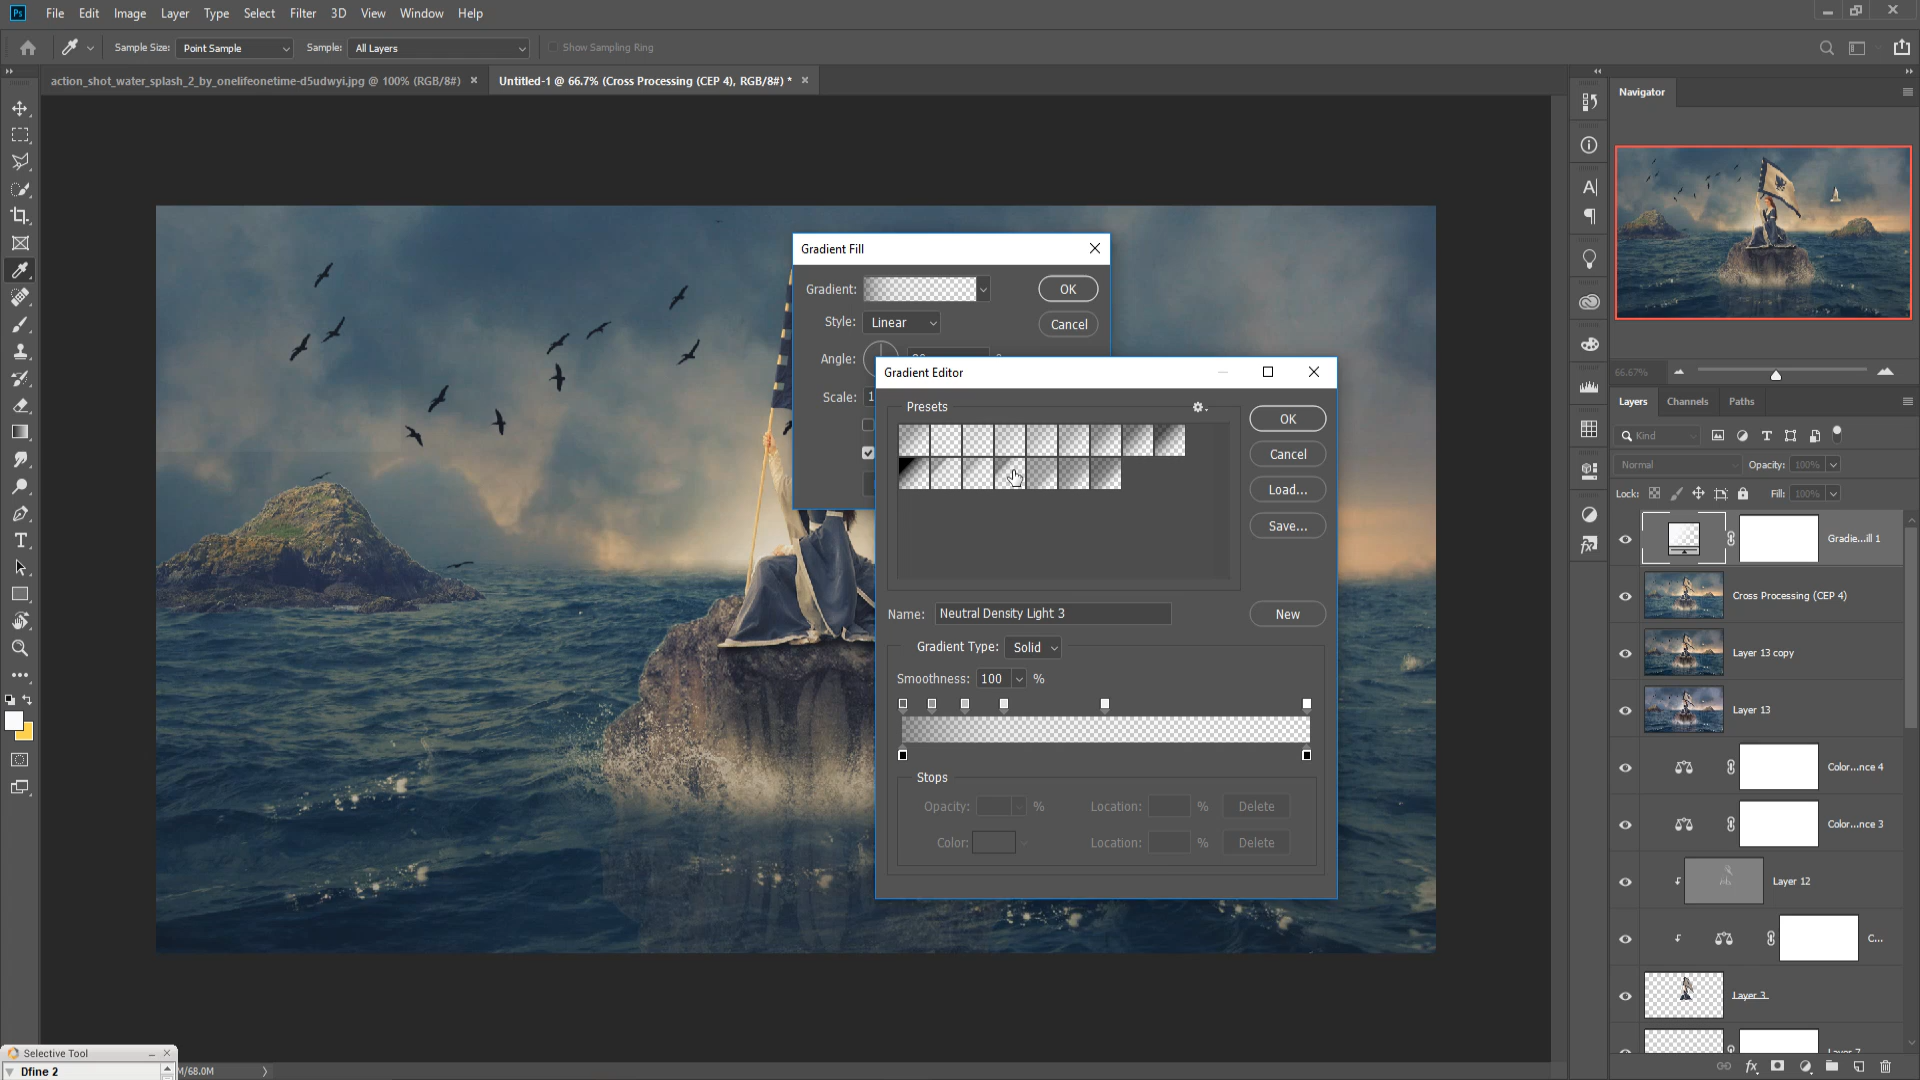 Ps File Edit Image Layer Type Select Filter 3D View Window Help
Sample Size: Point Sample Sample: All Layers Show Sampling Ring
action_shot_water_splash_2_by_onelifeonetime-d5udwyi.jpg @ 100% (RGB/8#) × Untitled-1 @ 66.7% (Cross Processing (CEP 4), RGB/8#) * ×
Navigator
66.67%
Gradient Fill
Gradient: OK
Style: Linear Cancel
Angle:
Scale:
Gradient Editor
Presets
OK
Cancel
Load...
Save...
Name: Neutral Density Light 3 New
Gradient Type: Solid
Smoothness: 100 %
Stops
Opacity: % Location: % Delete
Color: Location: % Delete
Layers Channels Paths
Kind
Normal Opacity: 100%
Lock: Fill: 100%
Gradie...ill 1
Cross Processing (CEP 4)
Layer 13 copy
Layer 13
Color...nce 4
Color...nce 3
Layer 12
C...
Layer 3
Selective Tool
Dfine 2
M/68.0M